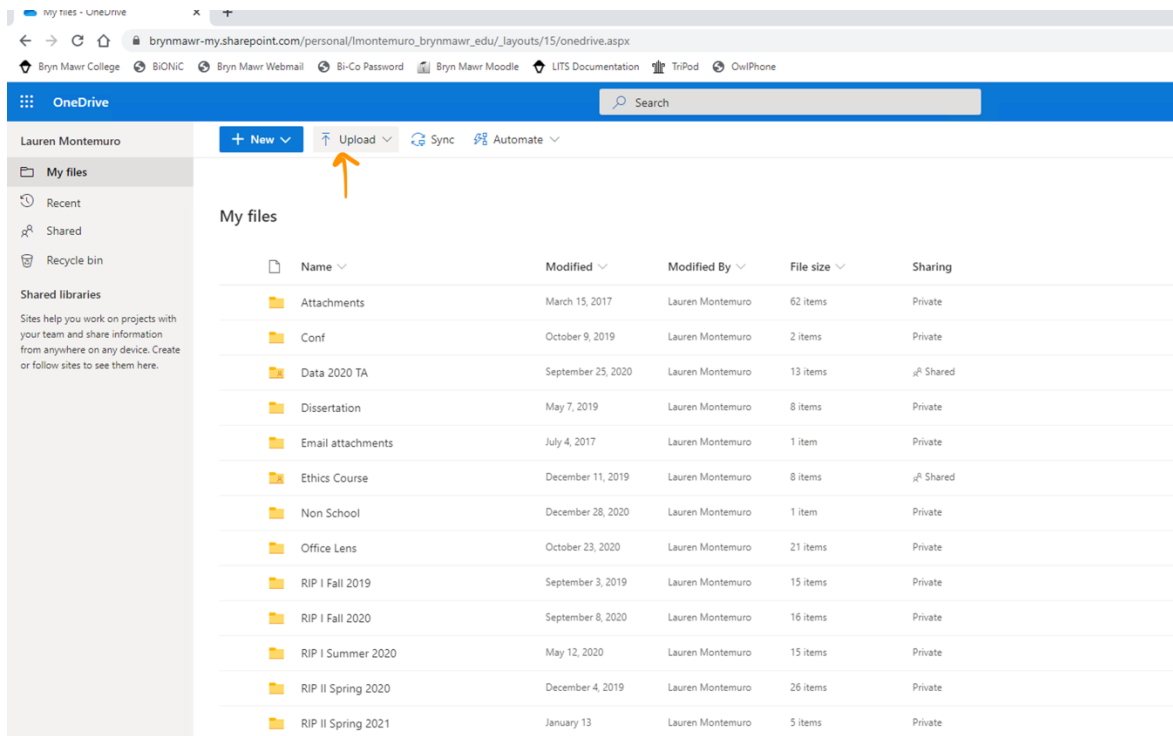 My files - OneDrive
brynmawr-my.sharepoint.com/personal/lmontemuro_brynmawr_edu/_layouts/15/onedrive.aspx
Bryn Mawr College BiONiC Bryn Mawr Webmail Bi-Co Password Bryn Mawr Moodle LITS Documentation TriPod OwlPhone
OneDrive Search
Lauren Montemuro
My files
Recent
Shared
Recycle bin
Shared libraries
Sites help you work on projects with
your team and share information
from anywhere on any device. Create
or follow sites to see them here.
+ New Upload Sync Automate
My files
Name Modified Modified By File size Sharing
Attachments March 15, 2017 Lauren Montemuro 62 items Private
Conf October 9, 2019 Lauren Montemuro 2 items Private
Data 2020 TA September 25, 2020 Lauren Montemuro 13 items Shared
Dissertation May 7, 2019 Lauren Montemuro 8 items Private
Email attachments July 4, 2017 Lauren Montemuro 1 item Private
Ethics Course December 11, 2019 Lauren Montemuro 8 items Shared
Non School December 28, 2020 Lauren Montemuro 1 item Private
Office Lens October 23, 2020 Lauren Montemuro 21 items Private
RIP I Fall 2019 September 3, 2019 Lauren Montemuro 15 items Private
RIP I Fall 2020 September 8, 2020 Lauren Montemuro 16 items Private
RIP I Summer 2020 May 12, 2020 Lauren Montemuro 15 items Private
RIP II Spring 2020 December 4, 2019 Lauren Montemuro 26 items Private
RIP II Spring 2021 January 13 Lauren Montemuro 5 items Private